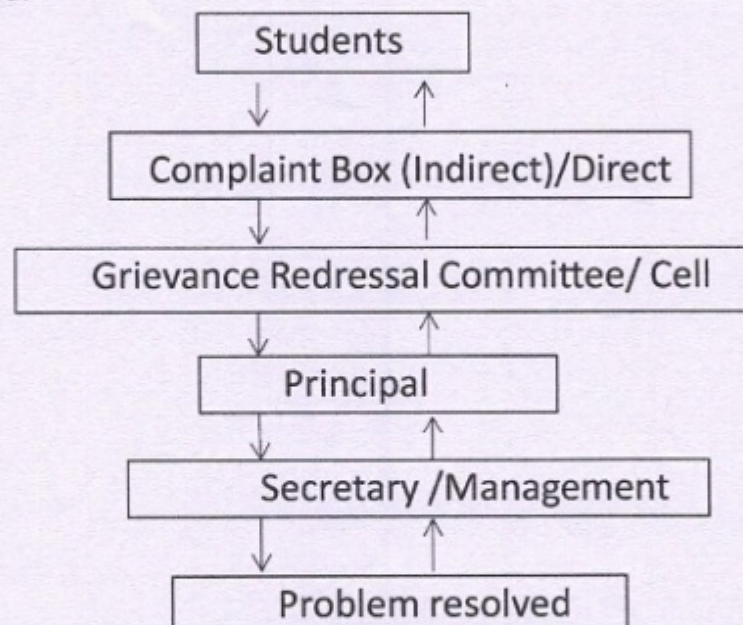 Students
Complaint Box (Indirect)/Direct
Grievance Redressal Committee/ Cell
Principal
Secretary /Management
Problem resolved